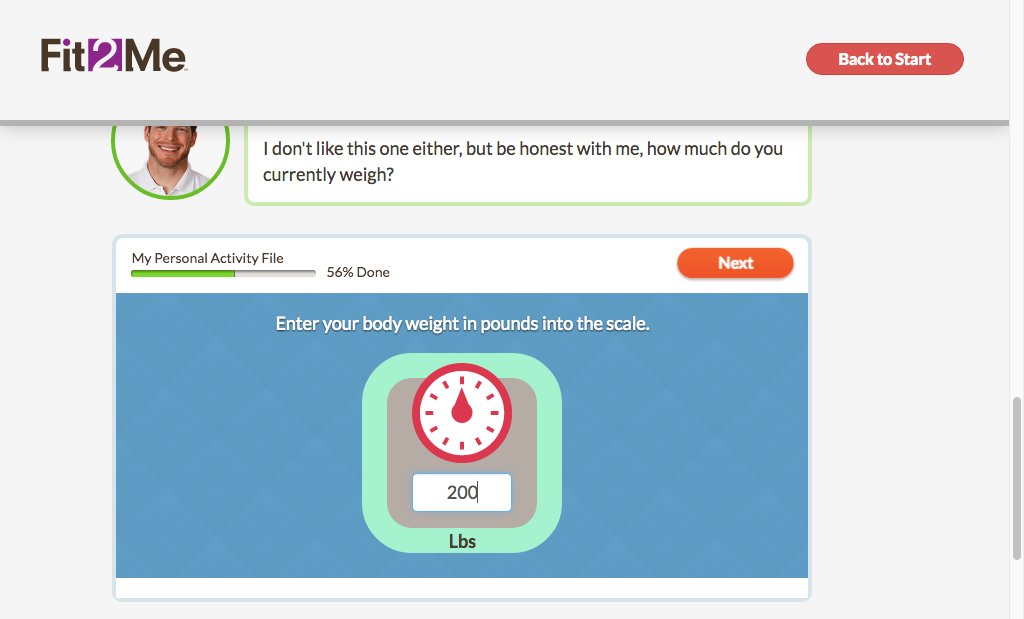 Fit2Me
Back to Start
I don't like this one either, but be honest with me, how much do you
currently weigh?
My Personal Activity File
56% Done
Next
Enter your body weight in pounds into the scale.
200
Lbs